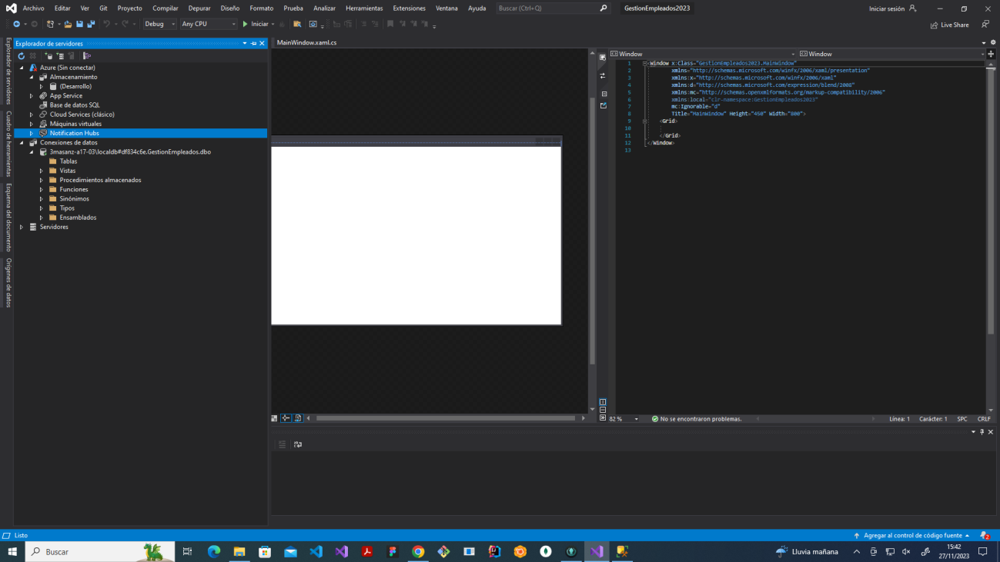 Archivo Editar Ver Git Proyecto Compilar Depurar Diseño Formato Prueba Analizar Herramientas Extensiones Ventana Ayuda Buscar (Ctrl+Q) GestionEmpleados2023 Iniciar sesión
Debug Any CPU Iniciar Live Share
Explorador de servidores
Cuadro de herramientas
Esquema del documento
Orígenes de datos
Explorador de servidores
Azure (Sin conectar)
Almacenamiento
(Desarrollo)
App Service
Base de datos SQL
Cloud Services (clásico)
Máquinas virtuales
Notification Hubs
Conexiones de datos
3masanz-a17-03\localdb#df834c6e.GestionEmpleados.dbo
Tablas
Vistas
Procedimientos almacenados
Funciones
Sinónimos
Tipos
Ensamblados
Servidores
MainWindow.xaml.cs
Window Window
1 <Window x:Class="GestionEmpleados2023.MainWindow"
2 xmlns="http://schemas.microsoft.com/winfx/2006/xaml/presentation"
3 xmlns:x="http://schemas.microsoft.com/winfx/2006/xaml"
4 xmlns:d="http://schemas.microsoft.com/expression/blend/2008"
5 xmlns:mc="http://schemas.openxmlformats.org/markup-compatibility/2006"
6 xmlns:local="clr-namespace:GestionEmpleados2023"
7 mc:Ignorable="d"
8 Title="MainWindow" Height="450" Width="800">
9 <Grid>
10
11 </Grid>
12 </Window>
13
82 % No se encontraron problemas. Línea: 1 Carácter: 1 SPC CRLF
Listo Agregar al control de código fuente 2
Buscar Lluvia mañana 15:42
27/11/2023